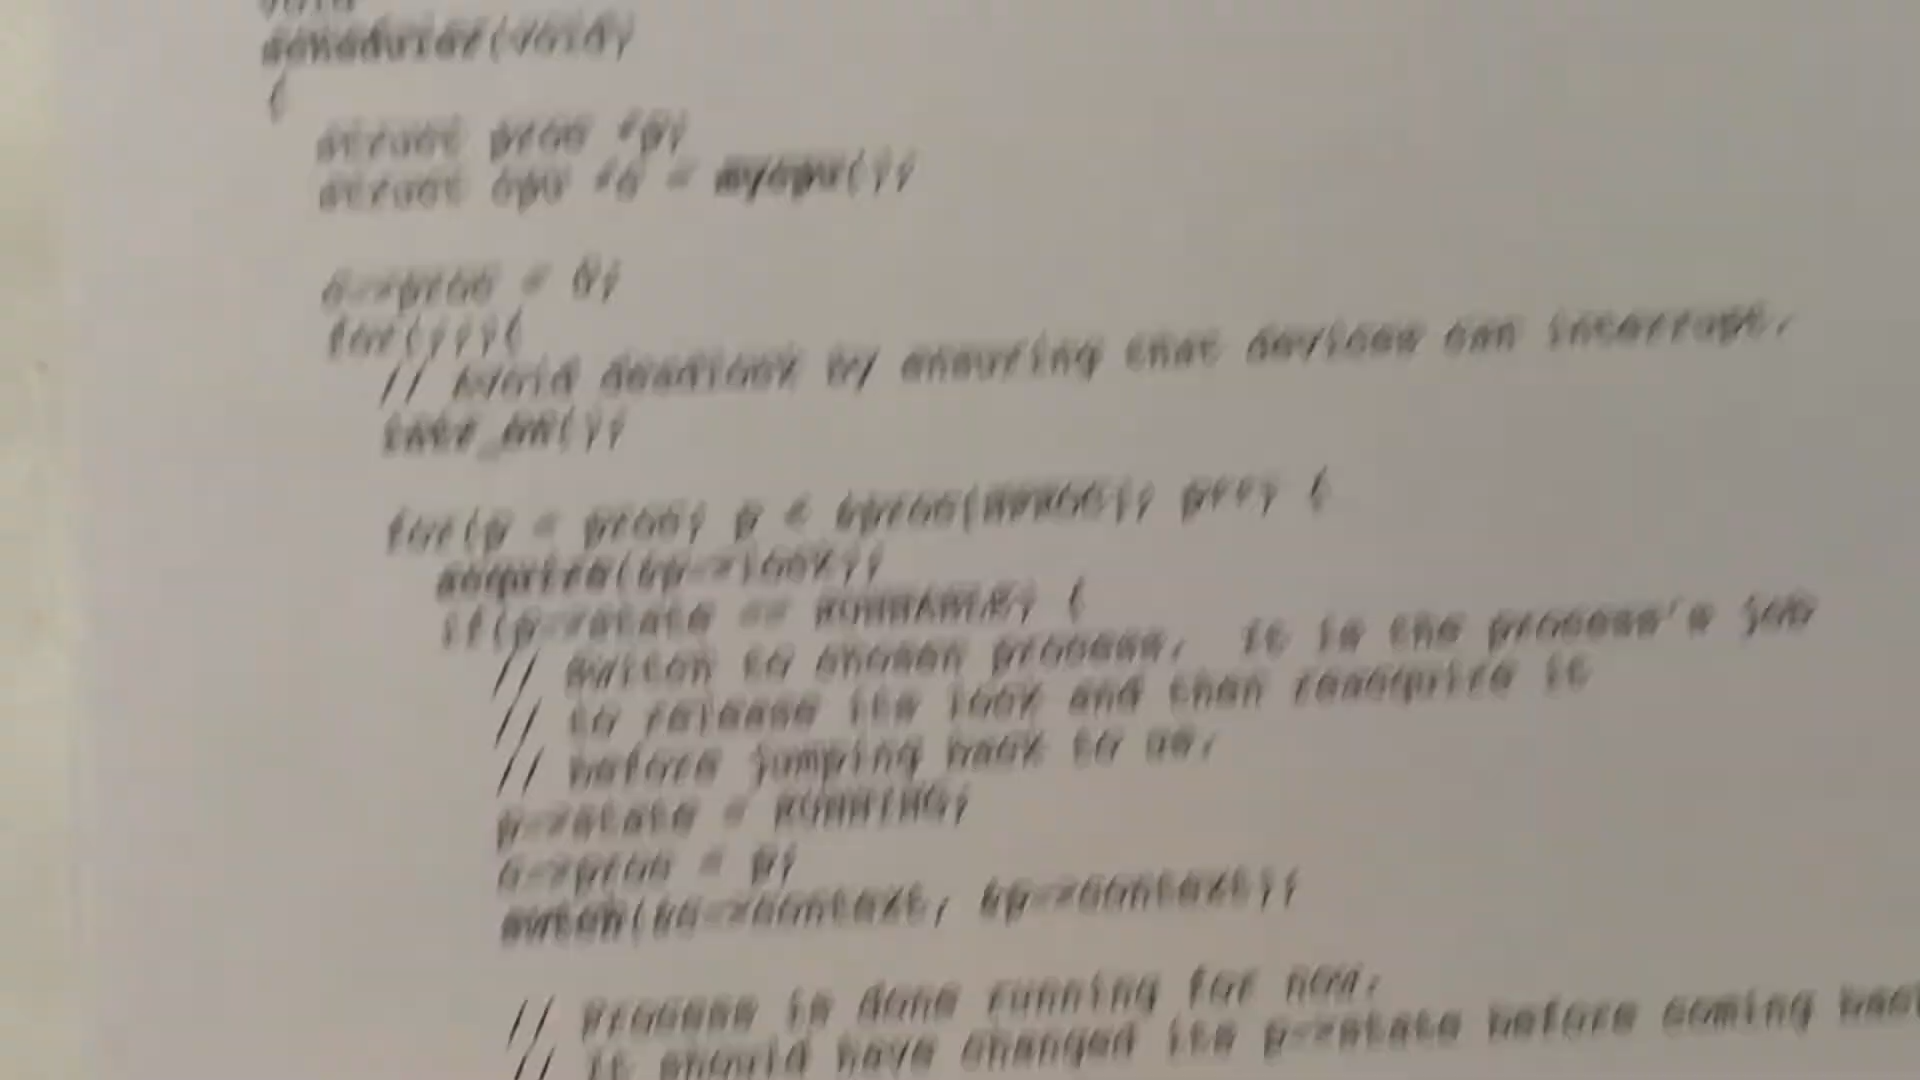 void
scheduler(void)
{
  struct proc *p;
  struct cpu *c = mycpu();

  c->proc = 0;
  for(;;){
    // Avoid deadlock by ensuring that devices can interrupt.
    intr_on();

    for(p = proc; p < &proc[NPROC]; p++) {
      acquire(&p->lock);
      if(p->state == RUNNABLE) {
        // Switch to chosen process.  It is the process's job
        // to release its lock and then reacquire it
        // before jumping back to us.
        p->state = RUNNING;
        c->proc = p;
        swtch(&c->context, &p->context);

        // Process is done running for now.
        // It should have changed its p->state before coming bac